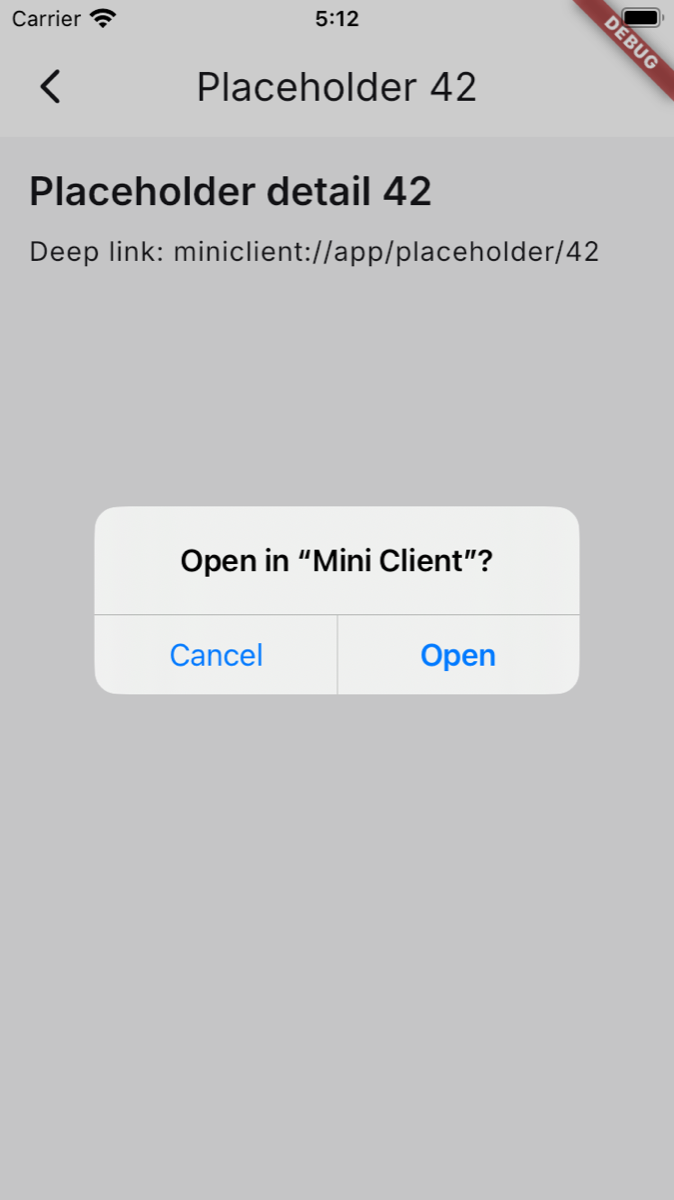 Carrier 5:12
DEBUG
Placeholder 42
Placeholder detail 42
Deep link: miniclient://app/placeholder/42
Open in “Mini Client”?
Cancel Open